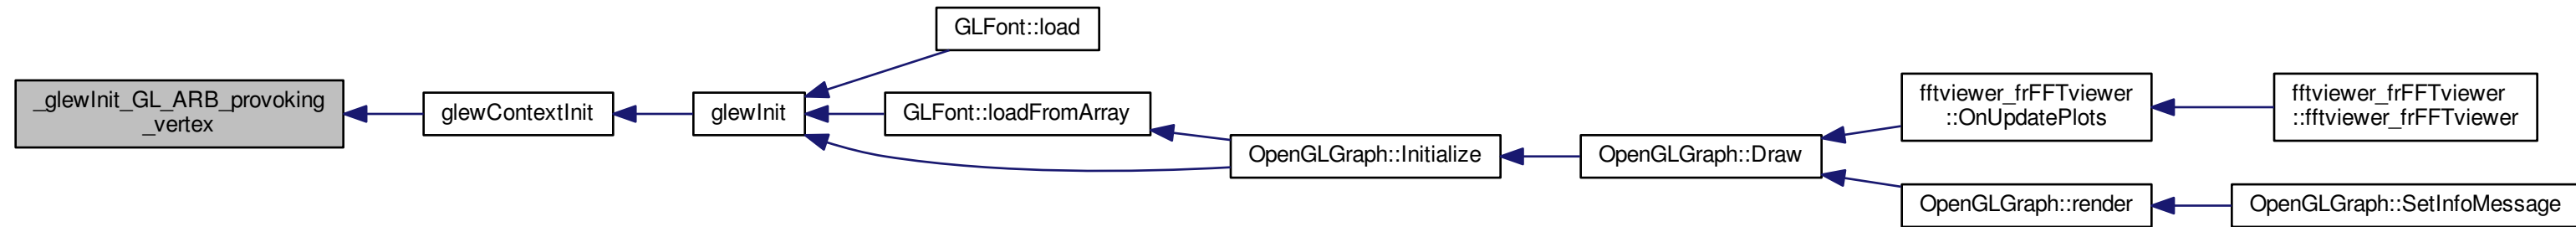 _glewInit_GL_ARB_provoking
_vertex
glewContextInit
glewInit
GLFont::load
GLFont::loadFromArray
OpenGLGraph::Initialize
OpenGLGraph::Draw
fftviewer_frFFTviewer
::OnUpdatePlots
fftviewer_frFFTviewer
::fftviewer_frFFTviewer
OpenGLGraph::render
OpenGLGraph::SetInfoMessage